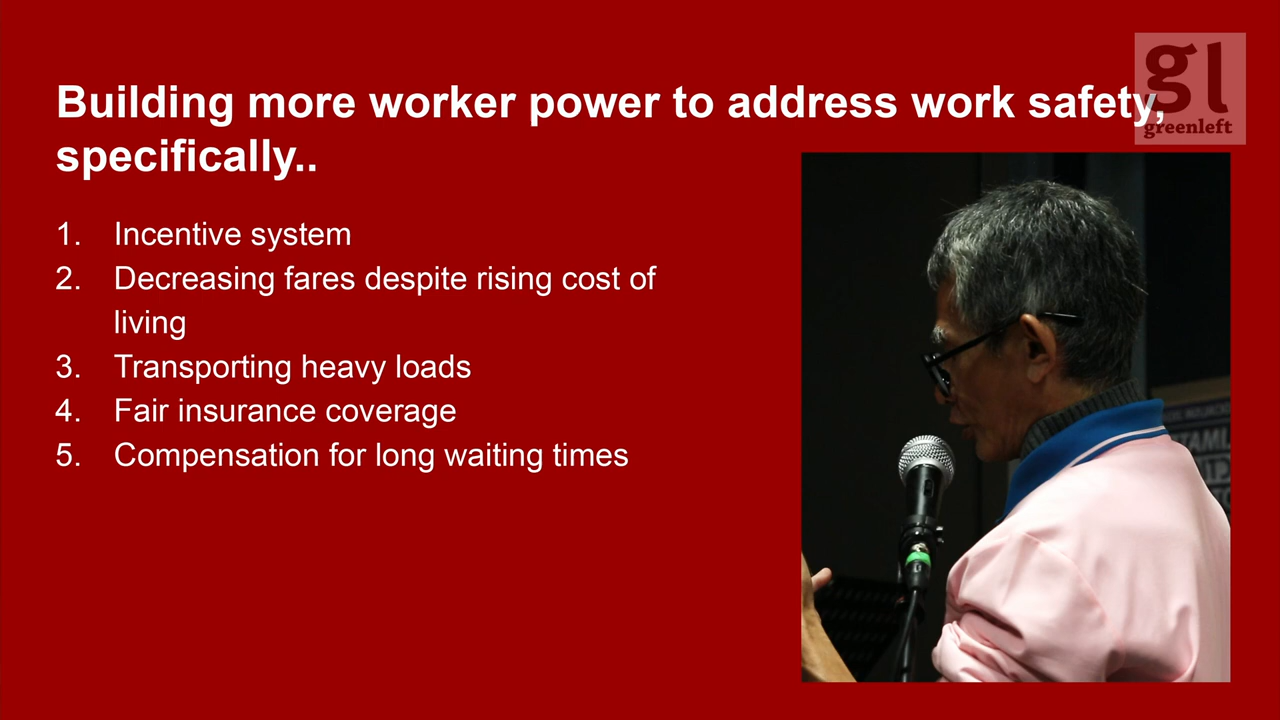 gl
greenleft
Building more worker power to address work safety,
specifically..
1. Incentive system
2. Decreasing fares despite rising cost of
living
3. Transporting heavy loads
4. Fair insurance coverage
5. Compensation for long waiting times